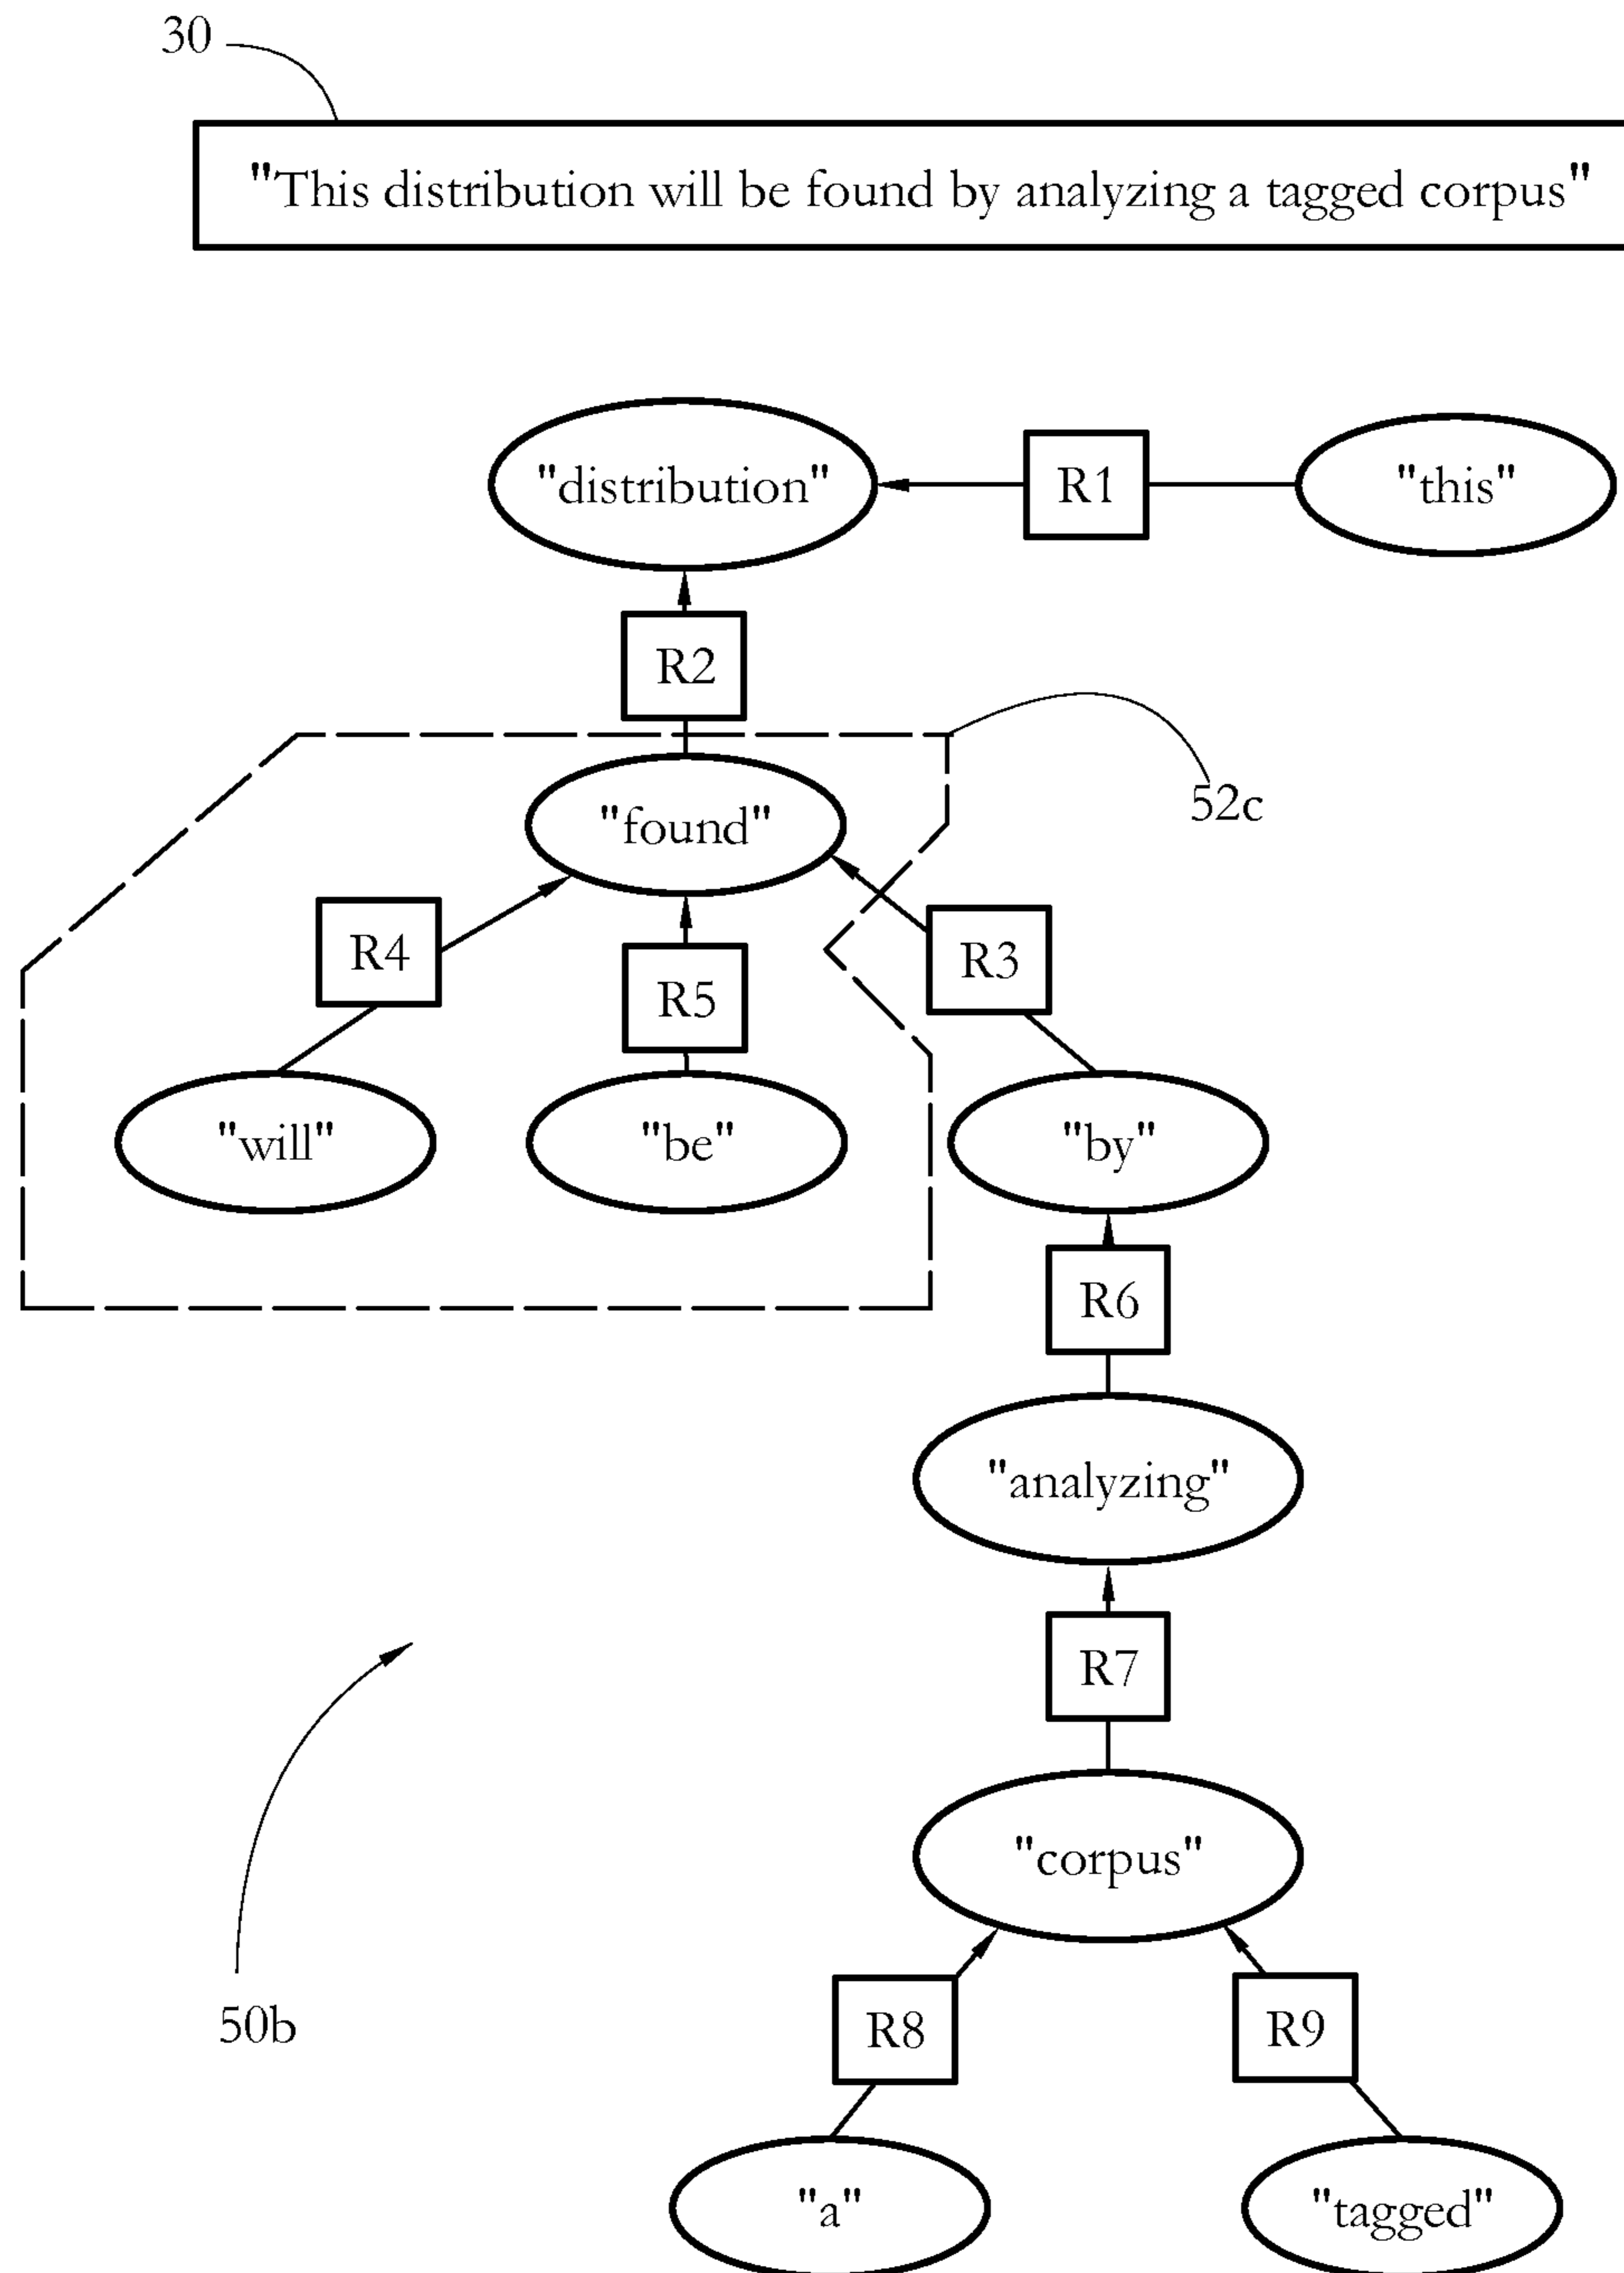 30
"This distribution will be found by analyzing a tagged corpus"
"distribution"
R1
"this"
R2
52c
"found"
R4
R5
R3
"will"
"be"
"by"
R6
"analyzing"
R7
"corpus"
50b
R8
R9
"a"
"tagged"